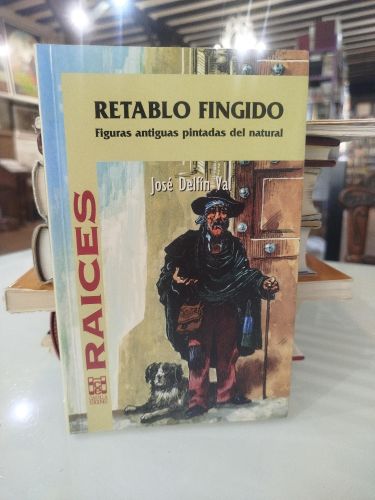 RETABLO FINGIDO
Figuras antiguas pintadas del natural
José Delfín Val
RAICES